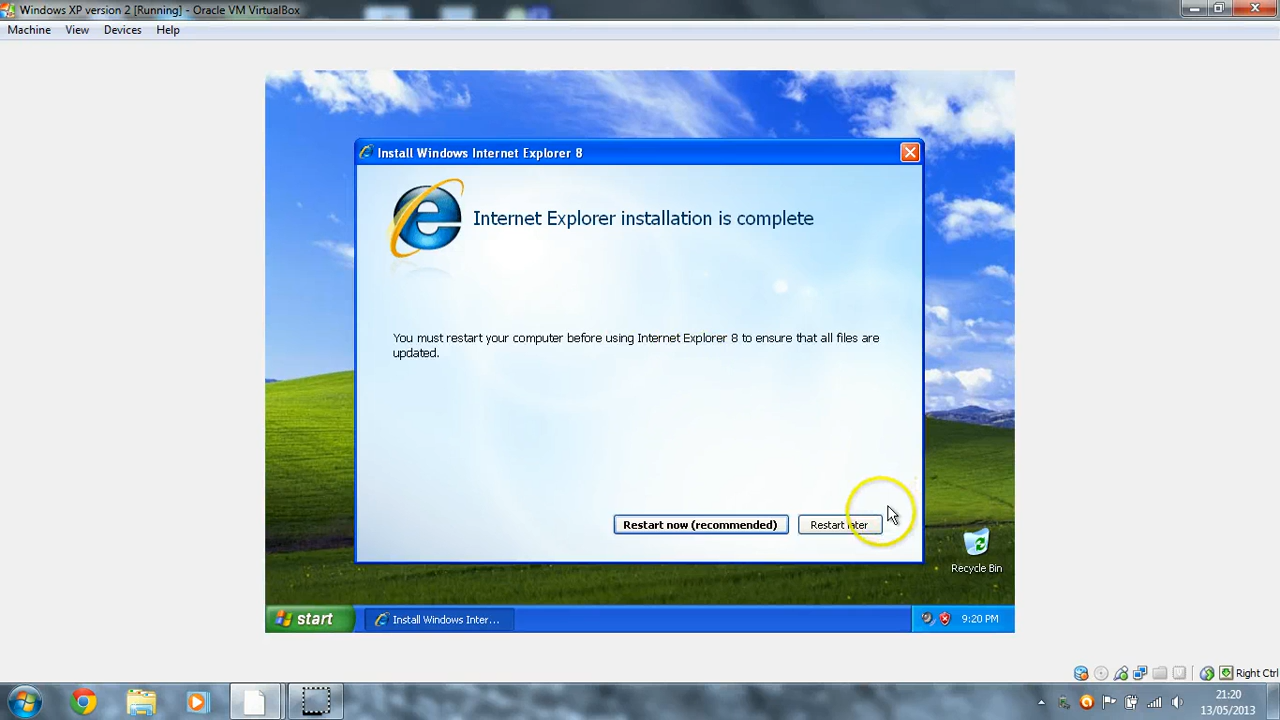 Windows XP version 2 [Running] - Oracle VM VirtualBox
Machine View Devices Help
Install Windows Internet Explorer 8
Internet Explorer installation is complete
You must restart your computer before using Internet Explorer 8 to ensure that all files are
updated.
Restart now (recommended) Restart later
Recycle Bin
start Install Windows Inter... 9:20 PM
Right Ctrl
21:20
13/05/2013